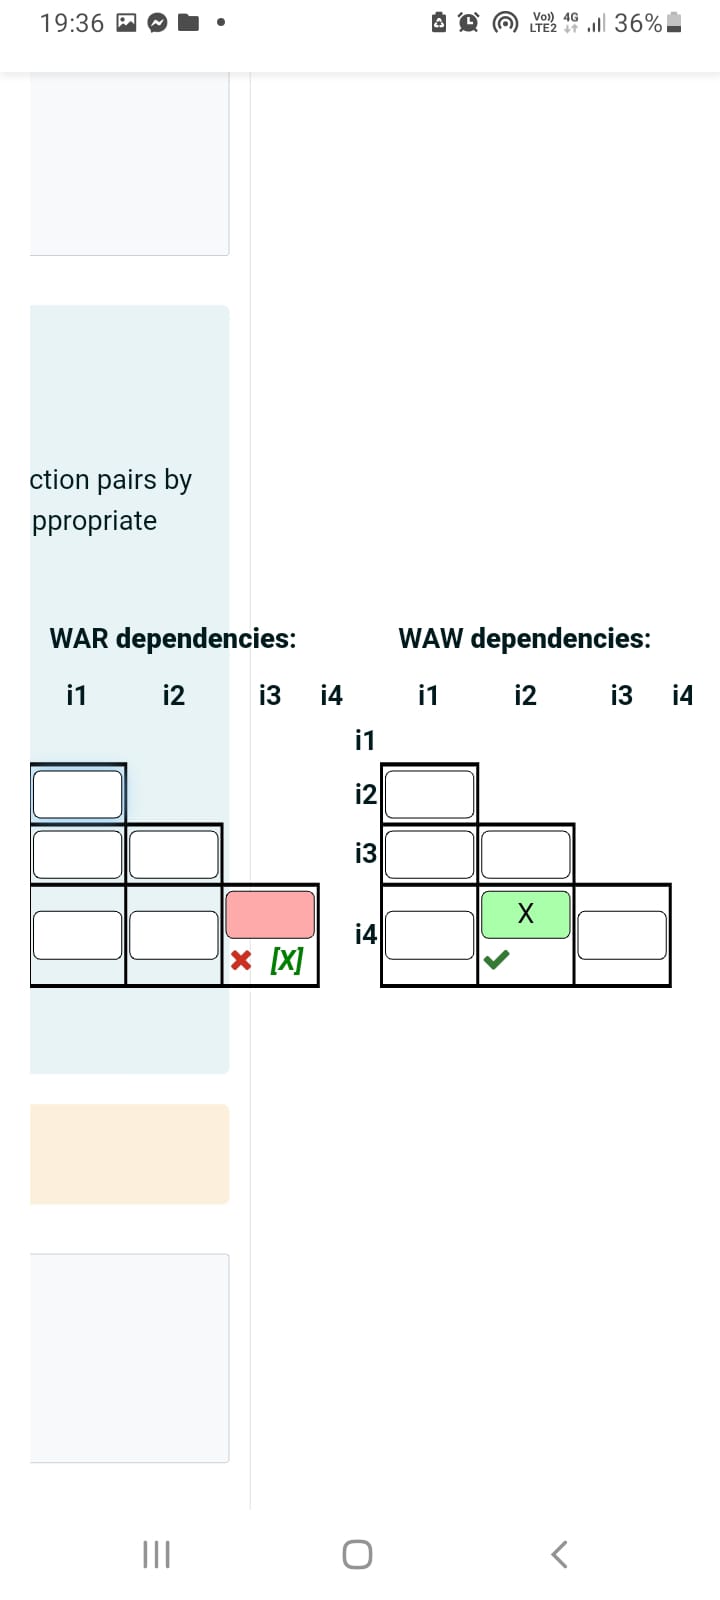 19:36
Vo)) 4G
LTE2
36%
ction pairs by
ppropriate
WAR dependencies:
WAW dependencies:
i1 i2 i3 i4
i1 i2 i3 i4
i1
i2
i3
i4
X
[X]